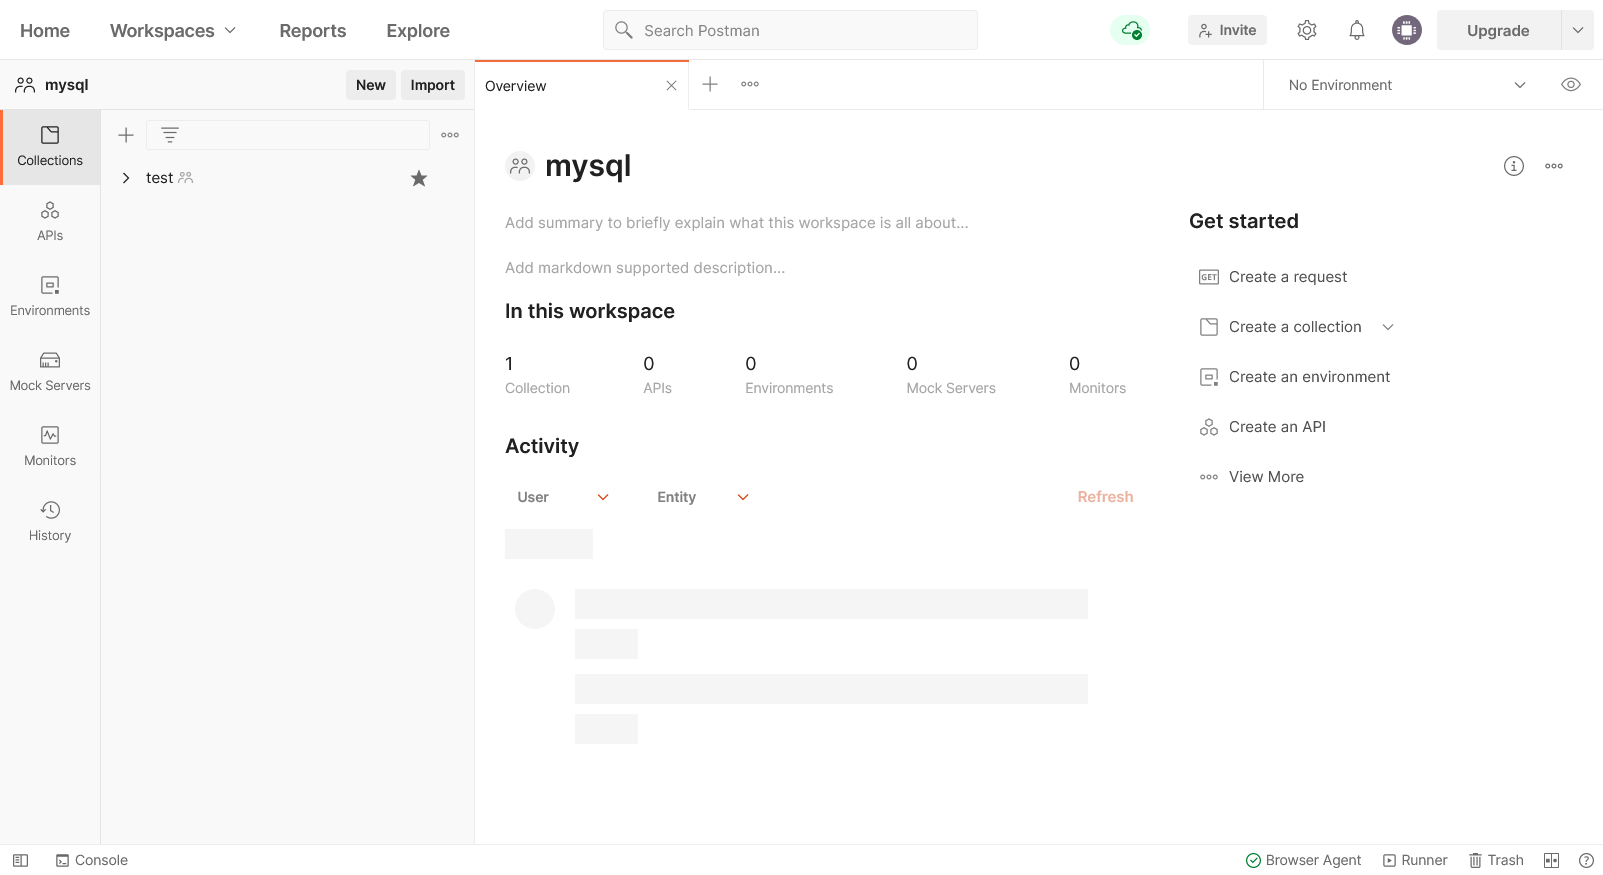 Home Workspaces Reports Explore Search Postman Invite Upgrade
mysql New Import Overview No Environment
Collections
test
APIs
Environments
Mock Servers
Monitors
History
mysql
Add summary to briefly explain what this workspace is all about...
Add markdown supported description...
In this workspace
1 0 0 0 0
Collection APIs Environments Mock Servers Monitors
Activity
User Entity Refresh
Get started
GET Create a request
Create a collection
Create an environment
Create an API
View More
Console Browser Agent Runner Trash